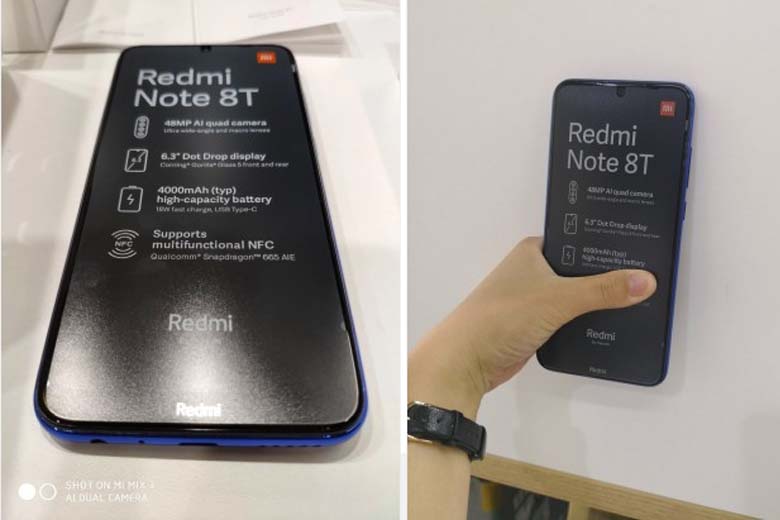 mi
Redmi
Note 8T
48MP AI quad camera
Ultra wide-angle and macro lenses
6.3" Dot Drop display
Corning® Gorilla® Glass 5 front and rear
4000mAh (typ)
high-capacity battery
18W fast charge, USB Type-C
NFC
Supports
multifunctional NFC
Qualcomm® Snapdragon™ 665 AIE
Redmi
Redmi
SHOT ON MI MIX
AI DUAL CAMERA
mi
Redmi
Note 8T
48MP AI quad camera
6.3" Dot Drop display
4000mAh (typ)
high-capacity battery
Redmi
Redmi